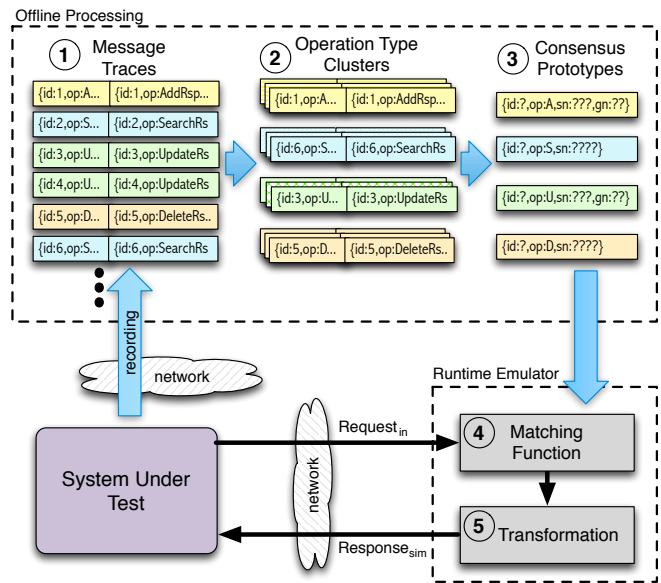 Offline Processing
1 Message Traces
2 Operation Type Clusters
3 Consensus Prototypes
{id:1,op:A... {id:1,op:AddRsp...
{id:2,op:S... {id:2,op:SearchRs
{id:3,op:U... {id:3,op:UpdateRs
{id:4,op:U... {id:4,op:UpdateRs
{id:5,op:D... {id:5,op:DeleteRs..
{id:6,op:S... {id:6,op:SearchRs
{id:1,op:A... {id:1,op:AddRsp...
{id:6,op:S... {id:6,op:SearchRs
{id:3,op:U... {id:3,op:UpdateRs
{id:5,op:D... {id:5,op:DeleteRs...
{id:?,op:A,sn:???,gn:??}
{id:?,op:S,sn:????}
{id:?,op:U,sn:???,gn:??}
{id:?,op:D,sn:????}
recording
network
Runtime Emulator
System Under
Test
Request in
network
Response sim
4 Matching
Function
5 Transformation